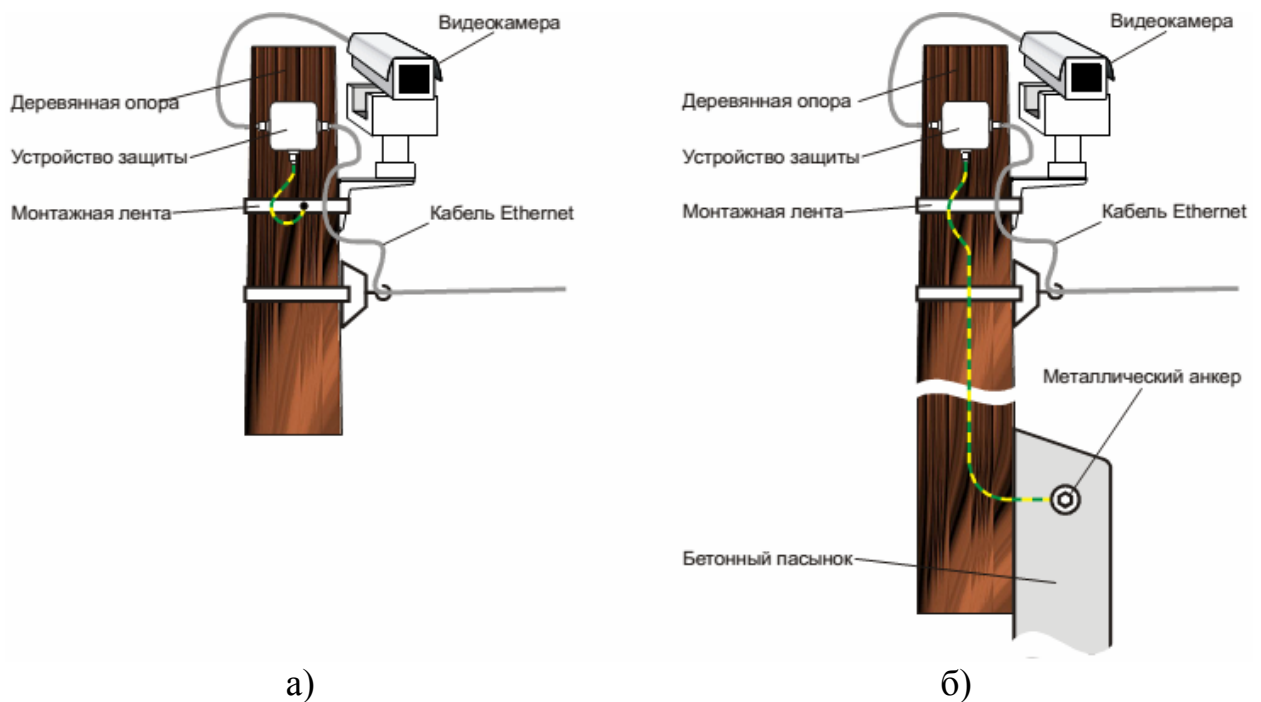 Видеокамера
Деревянная опора
Устройство защиты
Монтажная лента
Кабель Ethernet
а)
Видеокамера
Деревянная опора
Устройство защиты
Монтажная лента
Кабель Ethernet
Металлический анкер
Бетонный пасынок
б)